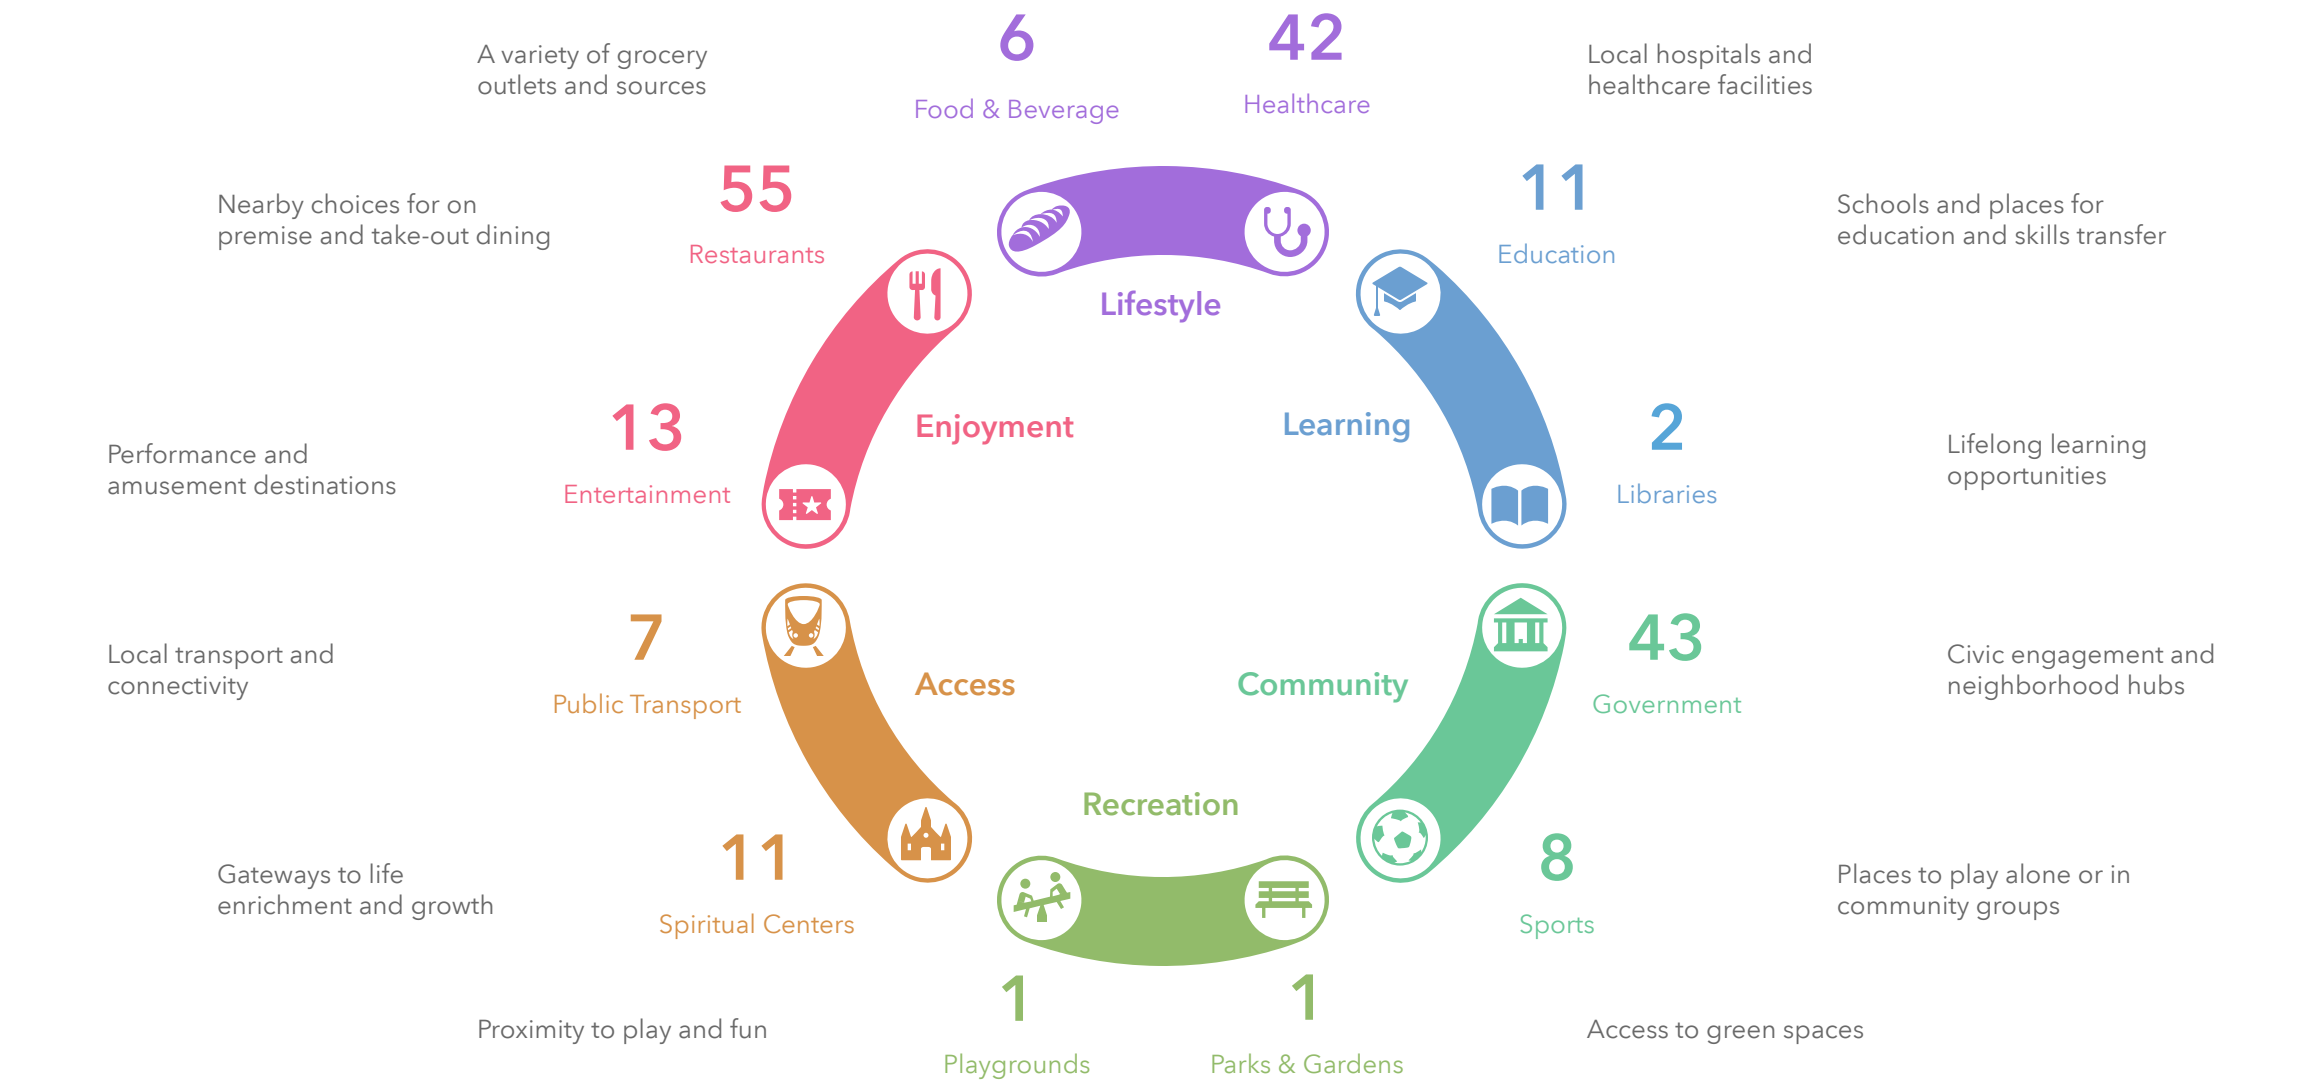 6
42
A variety of grocery
outlets and sources
Food & Beverage
Healthcare
Local hospitals and
healthcare facilities
Nearby choices for on
premise and take-out dining
55
Restaurants
11
Education
Schools and places for
education and skills transfer
Lifestyle
Performance and
amusement destinations
13
Entertainment
Enjoyment
Learning
2
Libraries
Lifelong learning
opportunities
Local transport and
connectivity
7
Public Transport
Access
Community
43
Government
Civic engagement and
neighborhood hubs
Recreation
Gateways to life
enrichment and growth
11
Spiritual Centers
8
Sports
Places to play alone or in
community groups
Proximity to play and fun
1
Playgrounds
1
Parks & Gardens
Access to green spaces